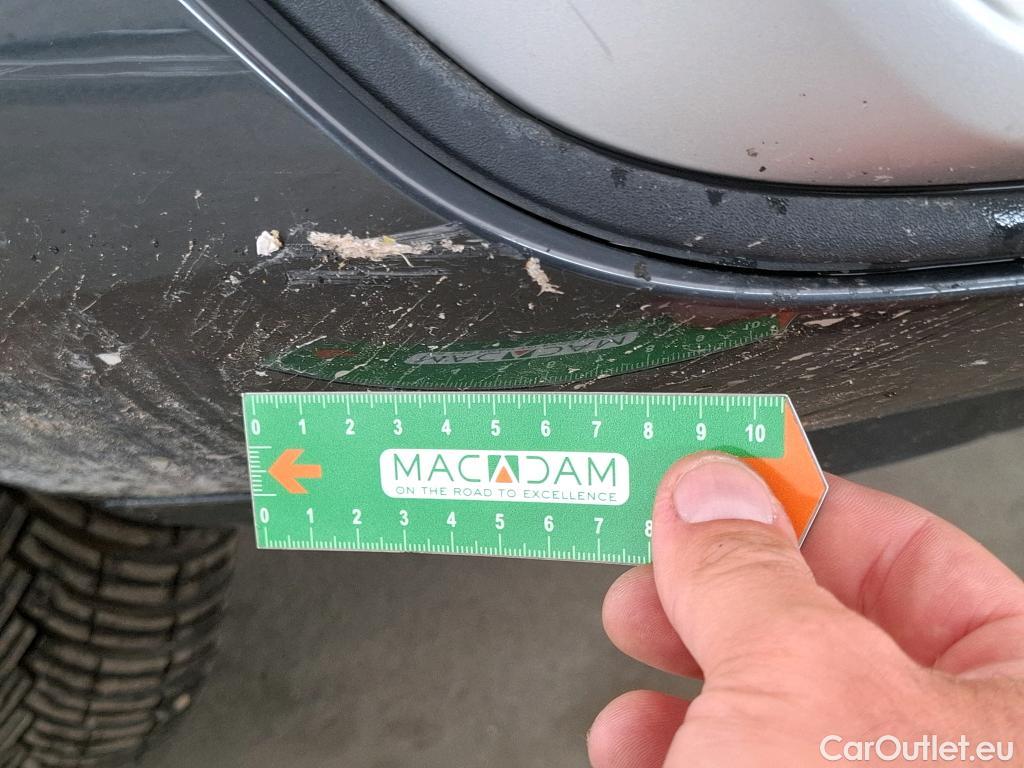 MACADAM
0 1 2 3 4 5 6 7 8 9 10
MACADAM
ON THE ROAD TO EXCELLENCE
0 1 2 3 4 5 6 7 8
CarOutlet.eu